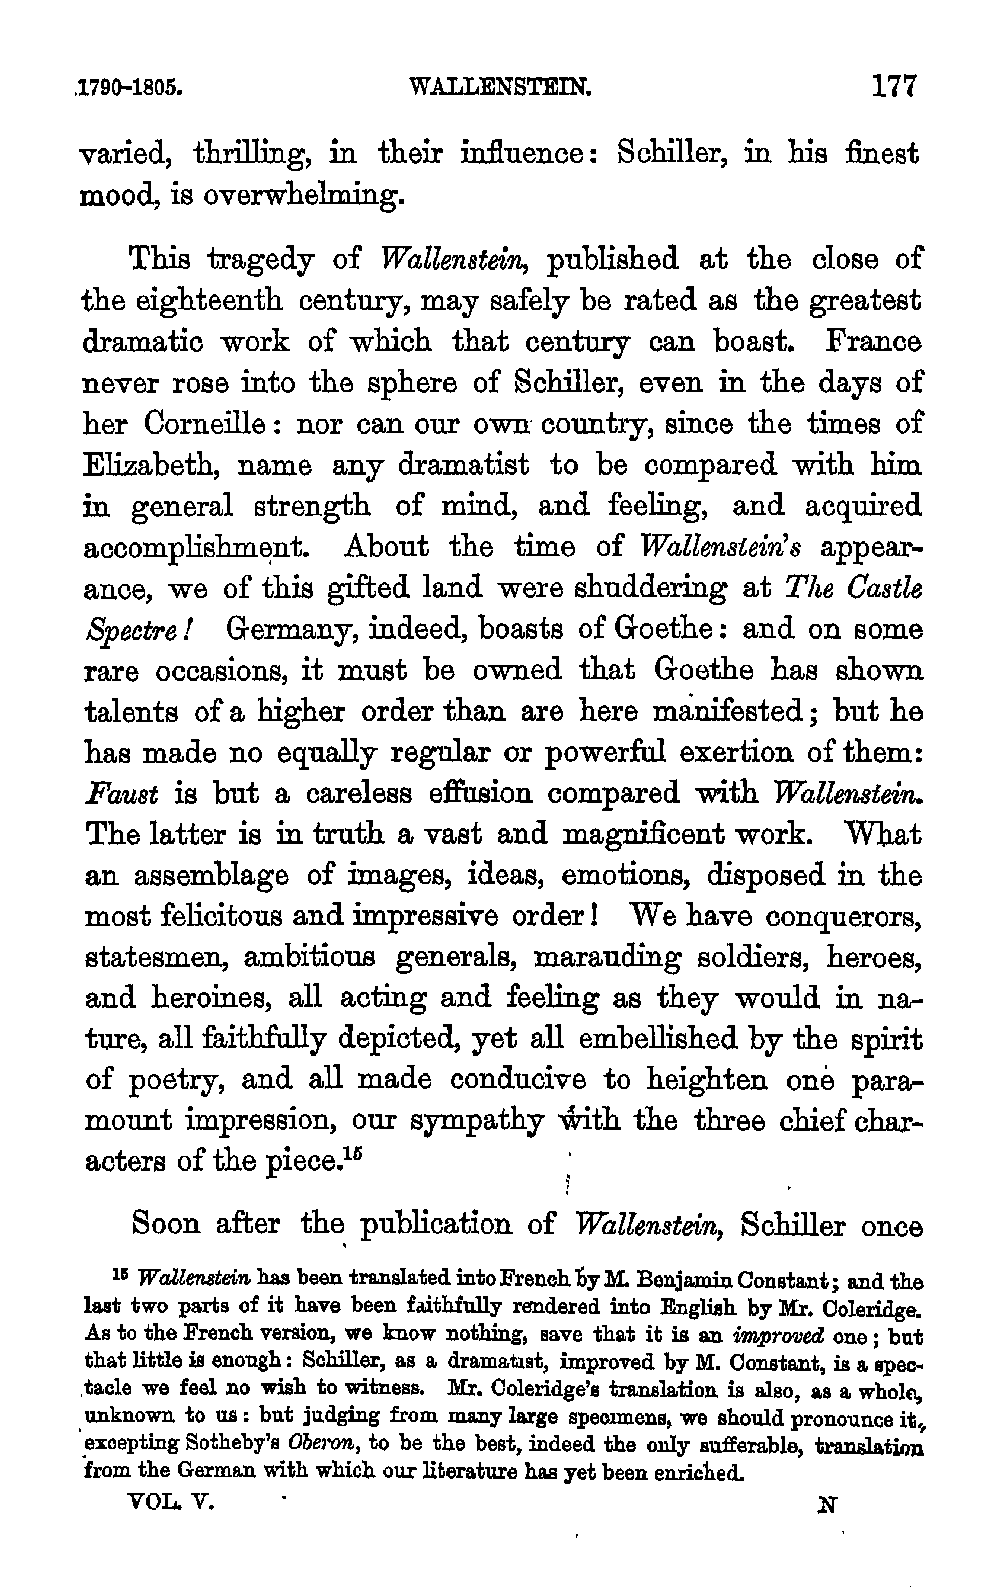 1790-1805. WALLENSTEIN. 177
varied, thrilling, in their influence: Schiller, in his finest
mood, is overwhelming.
This tragedy of Wallenstein, published at the close of
the eighteenth century, may safely be rated as the greatest
dramatic work of which that century can boast. France
never rose into the sphere of Schiller, even in the days of
her Corneille: nor can our own country, since the times of
Elizabeth, name any dramatist to be compared with him
in general strength of mind, and feeling, and acquired
accomplishment. About the time of Wallenstein's appear-
ance, we of this gifted land were shuddering at The Castle
Spectre! Germany, indeed, boasts of Goethe: and on some
rare occasions, it must be owned that Goethe has shown
talents of a higher order than are here manifested; but he
has made no equally regular or powerful exertion of them:
Faust is but a careless effusion compared with Wallenstein.
The latter is in truth a vast and magnificent work. What
an assemblage of images, ideas, emotions, disposed in the
most felicitous and impressive order! We have conquerors,
statesmen, ambitious generals, marauding soldiers, heroes,
and heroines, all acting and feeling as they would in na-
ture, all faithfully depicted, yet all embellished by the spirit
of poetry, and all made conducive to heighten one para-
mount impression, our sympathy with the three chief char-
acters of the piece.15
Soon after the publication of Wallenstein, Schiller once
15 Wallenstein has been translated into French by M. Benjamin Constant; and the
last two parts of it have been faithfully rendered into English by Mr. Coleridge.
As to the French version, we know nothing, save that it is an improved one; but
that little is enough: Schiller, as a dramatist, improved by M. Constant, is a spec-
tacle we feel no wish to witness. Mr. Coleridge's translation is also, as a whole,
unknown to us: but judging from many large specimens, we should pronounce it,
excepting Sotheby's Oberon, to be the best, indeed the only sufferable, translation
from the German with which our literature has yet been enriched.
VOL. V. N